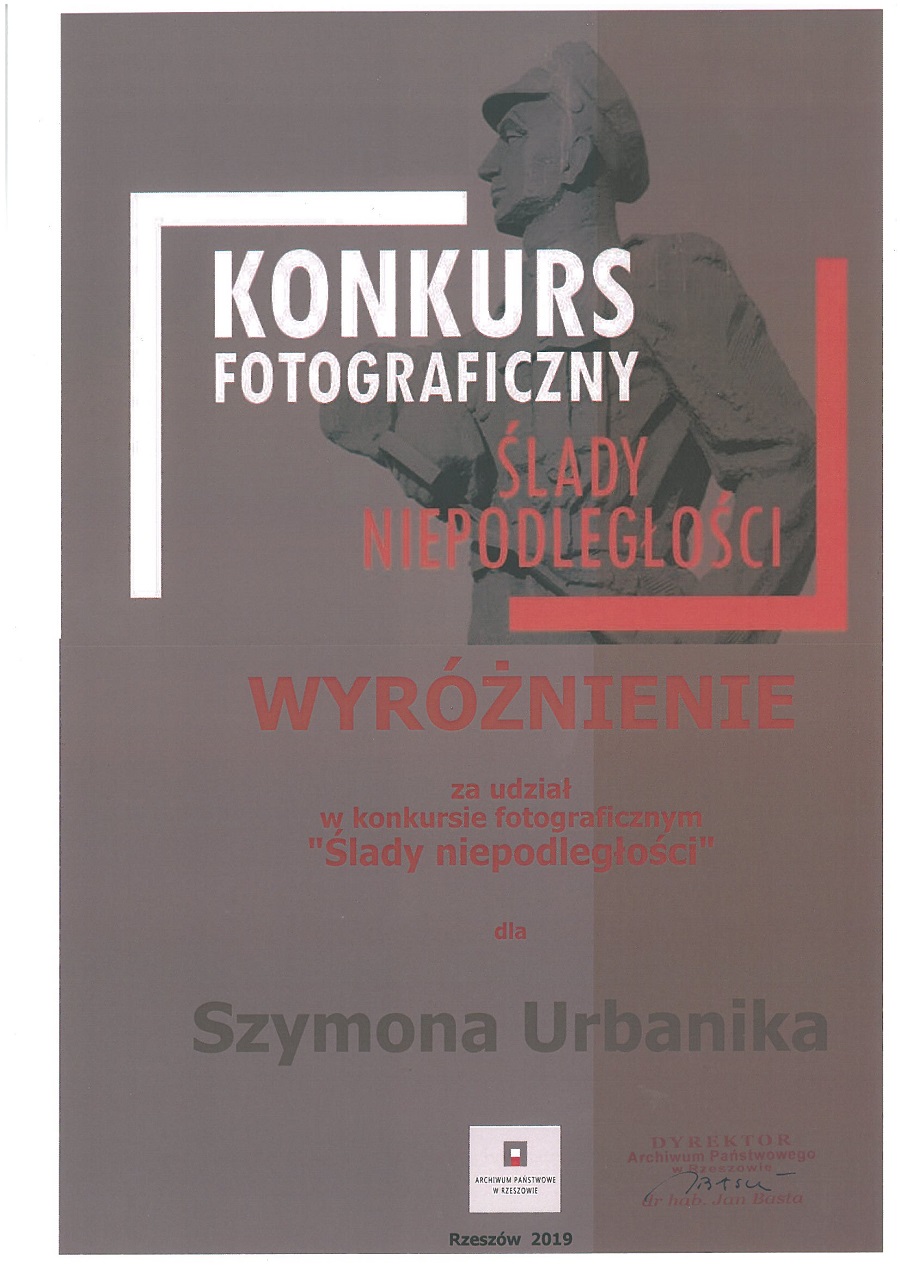 KONKURS
FOTOGRAFICZNY
ŚLADY
NIEPODLEGŁOŚCI
WYRÓŻNIENIE
za udział
w konkursie fotograficznym
"Ślady niepodległości"
dla
Szymona Urbanika
ARCHIWUM PAŃSTWOWE
W RZESZOWIE
DYREKTOR
Archiwum Państwowego
w Rzeszowie
dr hab. Jan Basta
Rzeszów 2019